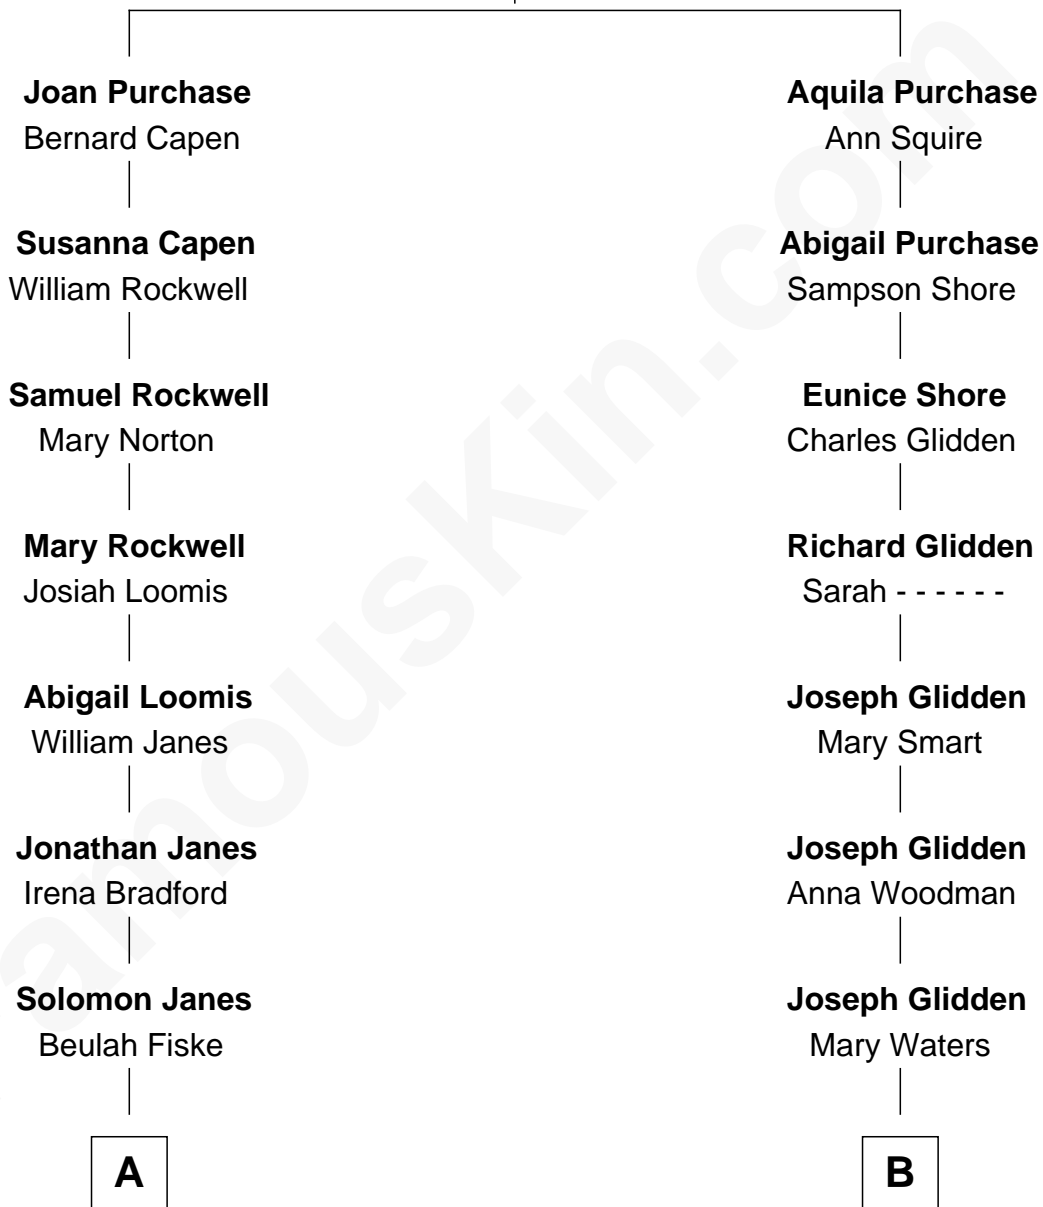 Joan Purchase
Bernard Capen
Susanna Capen
William Rockwell
Samuel Rockwell
Mary Norton
Mary Rockwell
Josiah Loomis
Abigail Loomis
William Janes
Jonathan Janes
Irena Bradford
Solomon Janes
Beulah Fiske
A
Aquila Purchase
Ann Squire
Abigail Purchase
Sampson Shore
Eunice Shore
Charles Glidden
Richard Glidden
Sarah - - - - - -
Joseph Glidden
Mary Smart
Joseph Glidden
Anna Woodman
Joseph Glidden
Mary Waters
B
amouskin.com